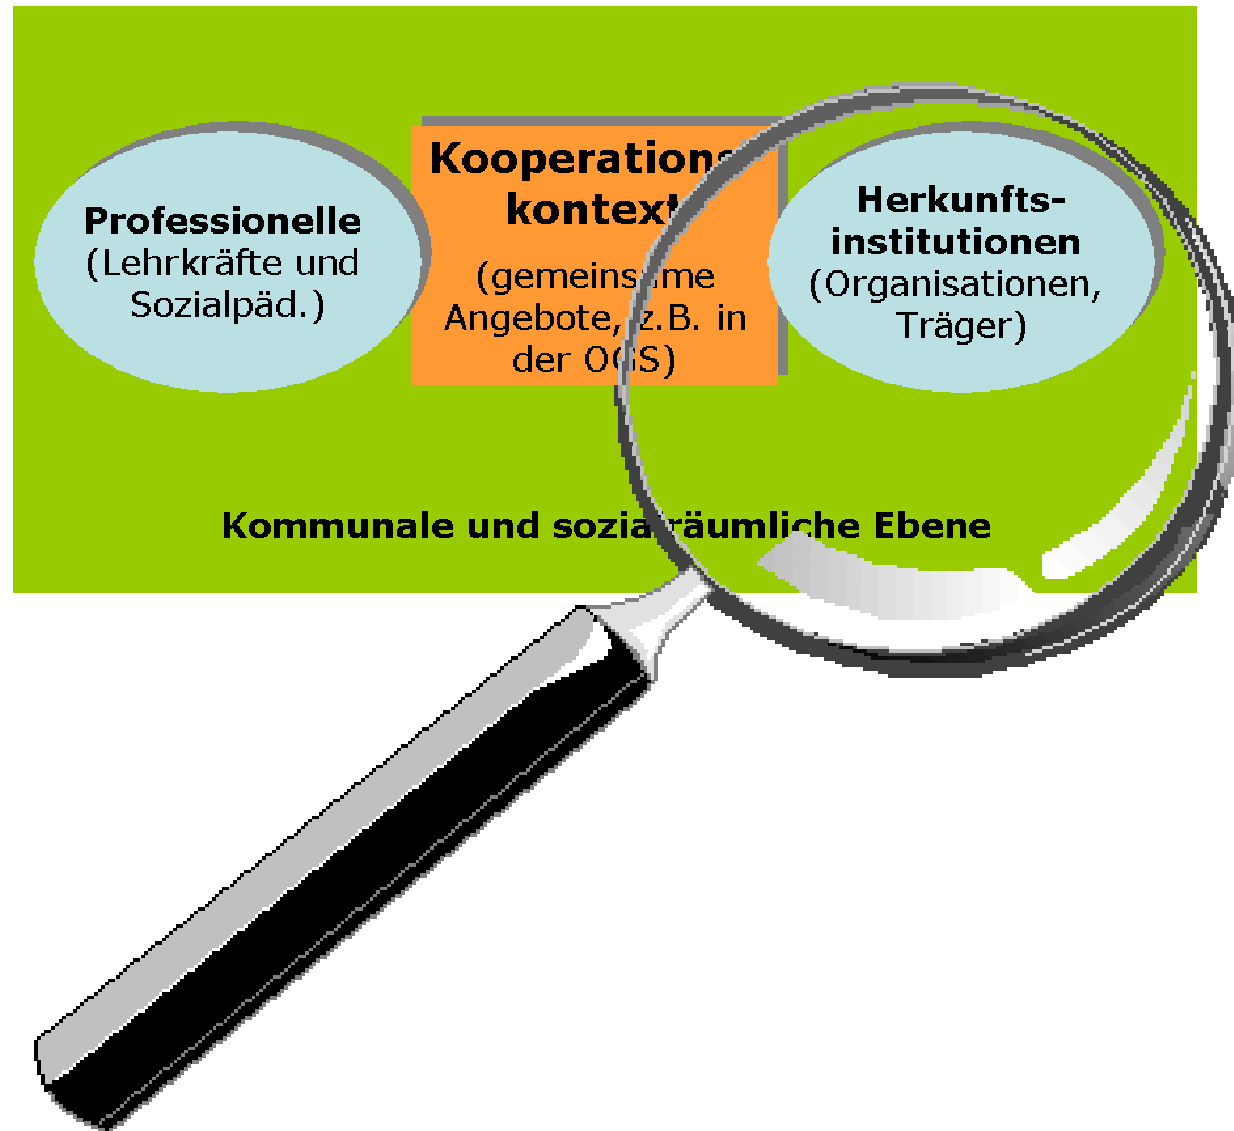 Professionelle
(Lehrkräfte und
Sozialpäd.)
Kooperations-
kontext
(gemeinsame
Angebote, z.B. in
der OGS)
Herkunfts-
institutionen
(Organisationen,
Träger)
Kommunale und sozialräumliche Ebene